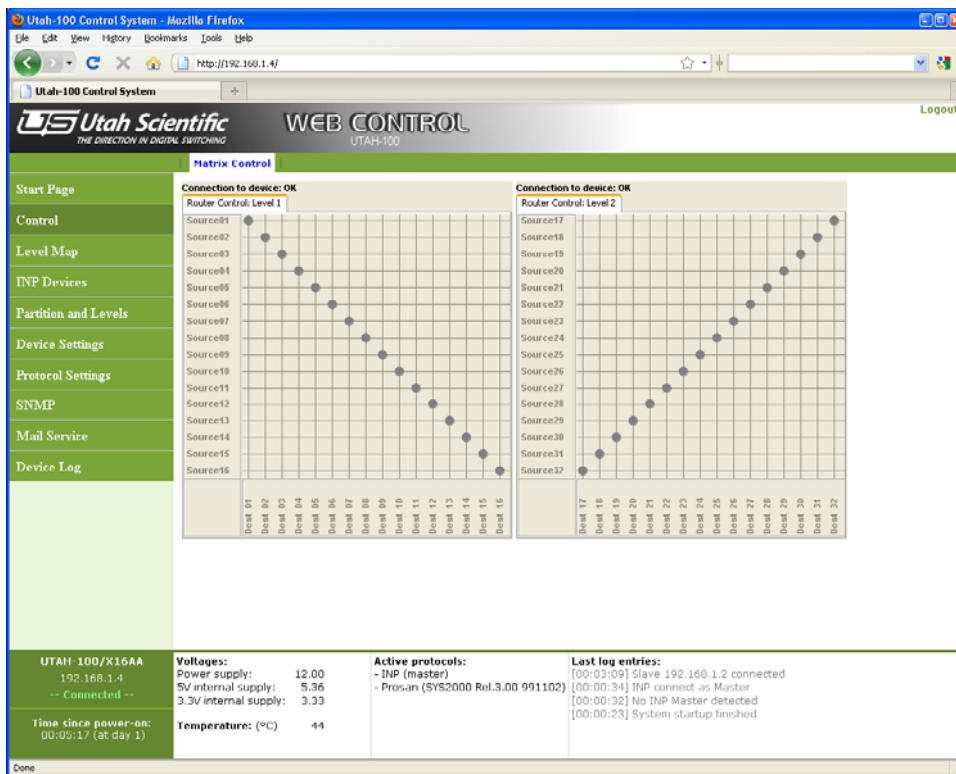 Utah-100 Control System - Mozilla Firefox
File Edit View History Bookmarks Tools Help
http://192.168.1.4/
Utah-100 Control System
Logout
US Utah Scientific
THE DIRECTION IN DIGITAL SWITCHING
WEB CONTROL
UTAH-100
Matrix Control
Start Page
Control
Level Map
INP Devices
Partition and Levels
Device Settings
Protocol Settings
SNMP
Mail Service
Device Log
Connection to device: OK
Router Control: Level 1
Source01
Source02
Source03
Source04
Source05
Source06
Source07
Source08
Source09
Source10
Source11
Source12
Source13
Source14
Source15
Source16
Dest 01
Dest 02
Dest 03
Dest 04
Dest 05
Dest 06
Dest 07
Dest 08
Dest 09
Dest 10
Dest 11
Dest 12
Dest 13
Dest 14
Dest 15
Dest 16
Connection to device: OK
Router Control: Level 2
Source17
Source18
Source19
Source20
Source21
Source22
Source23
Source24
Source25
Source26
Source27
Source28
Source29
Source30
Source31
Source32
Dest 17
Dest 18
Dest 19
Dest 20
Dest 21
Dest 22
Dest 23
Dest 24
Dest 25
Dest 26
Dest 27
Dest 28
Dest 29
Dest 30
Dest 31
Dest 32
UTAH-100/X16AA
192.168.1.4
-- Connected --
Time since power-on:
00:05:17 (at day 1)
Voltages:
Power supply: 12.00
5V internal supply: 5.36
3.3V internal supply: 3.33
Temperature: (°C) 44
Active protocols:
- INP (master)
- Prosan (SYS2000 Rel.3.00 991102)
Last log entries:
[00:03:09] Slave 192.168.1.2 connected
[00:00:34] INP connect as Master
[00:00:32] No INP Master detected
[00:00:23] System startup finished
Done